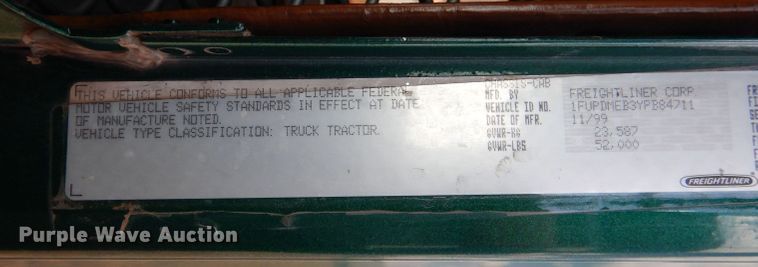 THIS VEHICLE CONFORMS TO ALL APPLICABLE FEDERAL
MOTOR VEHICLE SAFETY STANDARDS IN EFFECT AT DATE
OF MANUFACTURE NOTED.
VEHICLE TYPE CLASSIFICATION: TRUCK TRACTOR
CHASSIS-CAB
MFD. BY FREIGHTLINER CORP.
VEHICLE ID NO. 1FUPDMEB3YPB84711
DATE OF MFR. 11/99
GVWR-KG 23,587
GVWR-LBS 52,000
FREIGHTLINER
Purple Wave Auction